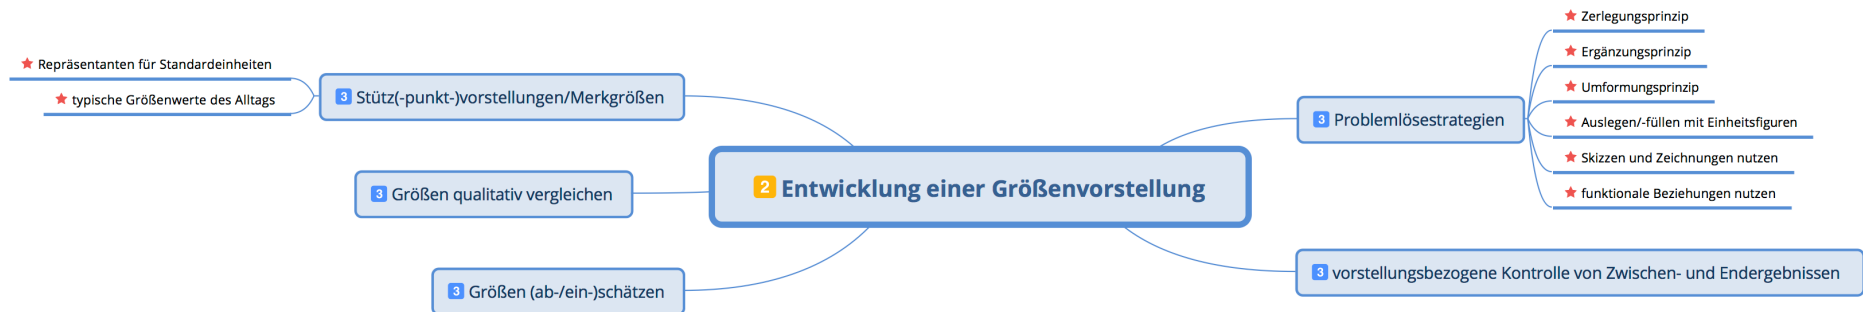 2 Entwicklung einer Größenvorstellung
3 Stütz(-punkt-)vorstellungen/Merkgrößen
Repräsentanten für Standardeinheiten
typische Größenwerte des Alltags
3 Größen qualitativ vergleichen
3 Größen (ab-/ein-)schätzen
3 Problemlösestrategien
Zerlegungsprinzip
Ergänzungsprinzip
Umformungsprinzip
Auslegen/-füllen mit Einheitsfiguren
Skizzen und Zeichnungen nutzen
funktionale Beziehungen nutzen
3 vorstellungsbezogene Kontrolle von Zwischen- und Endergebnissen